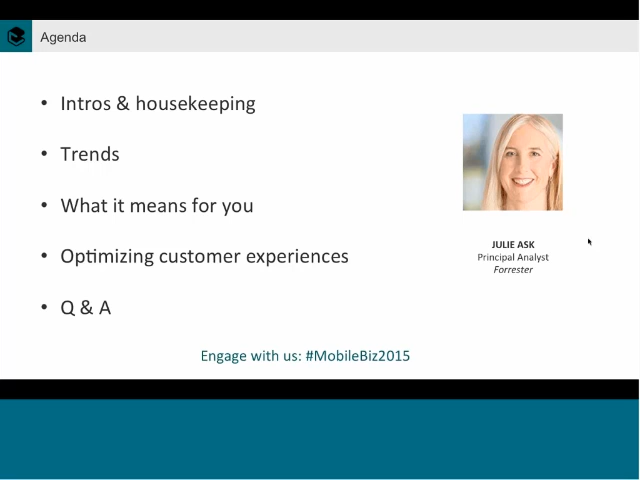 Agenda
• Intros & housekeeping
• Trends
• What it means for you
• Optimizing customer experiences
• Q & A
JULIE ASK
Principal Analyst
Forrester
Engage with us: #MobileBiz2015